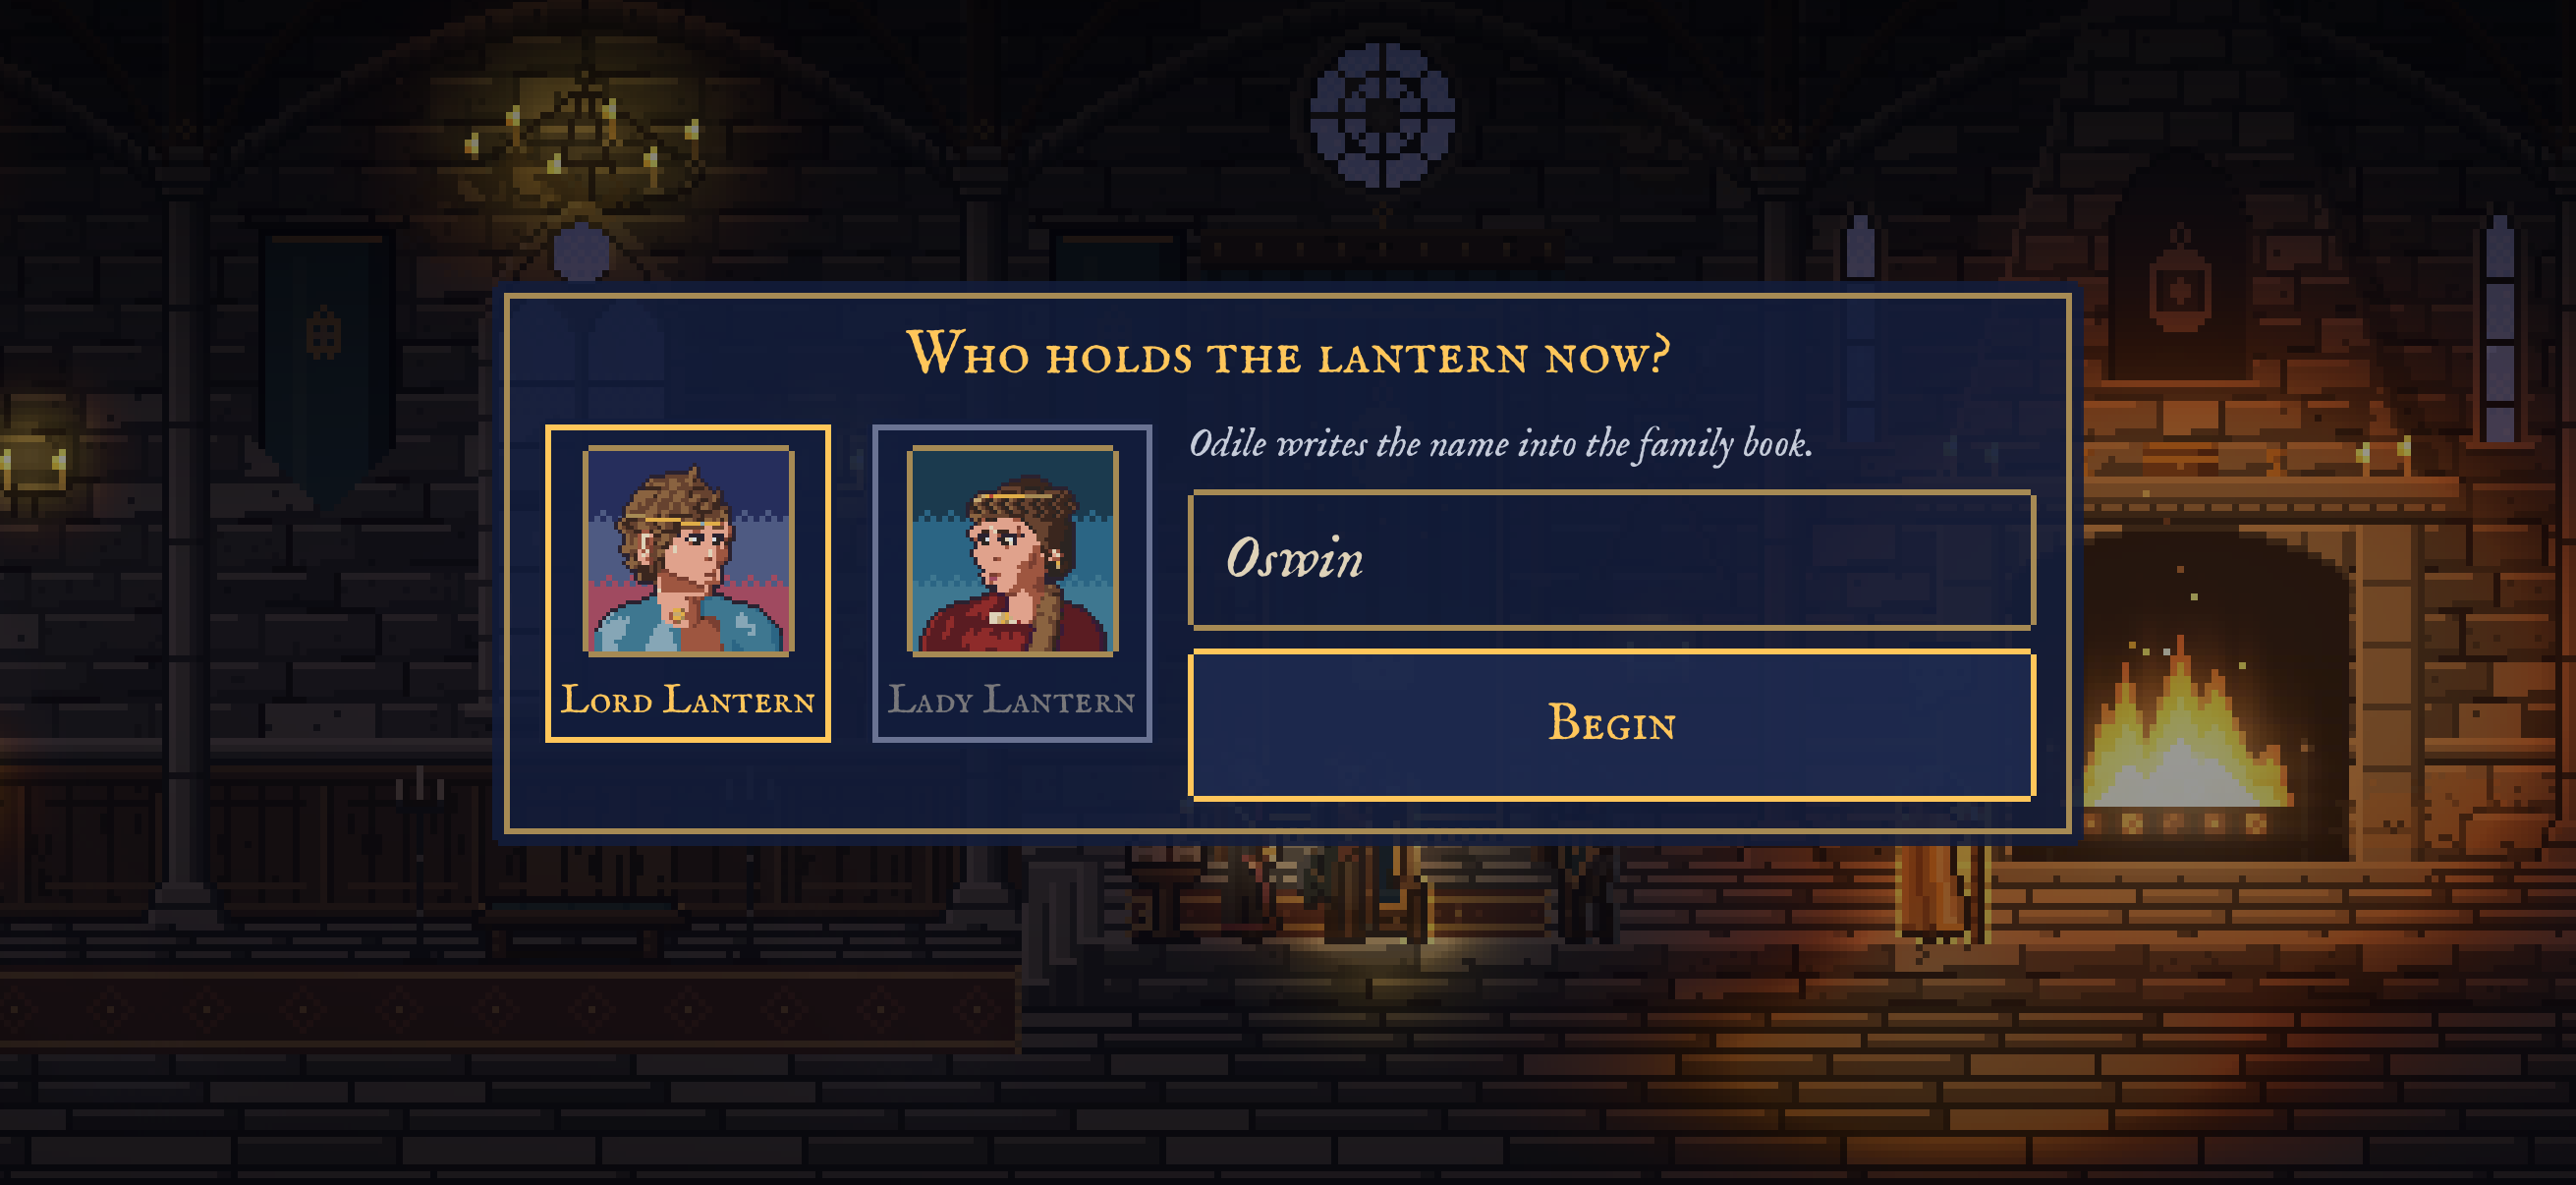 Who holds the lantern now?
Odile writes the name into the family book.
Oswin
Lord Lantern
Lady Lantern
Begin